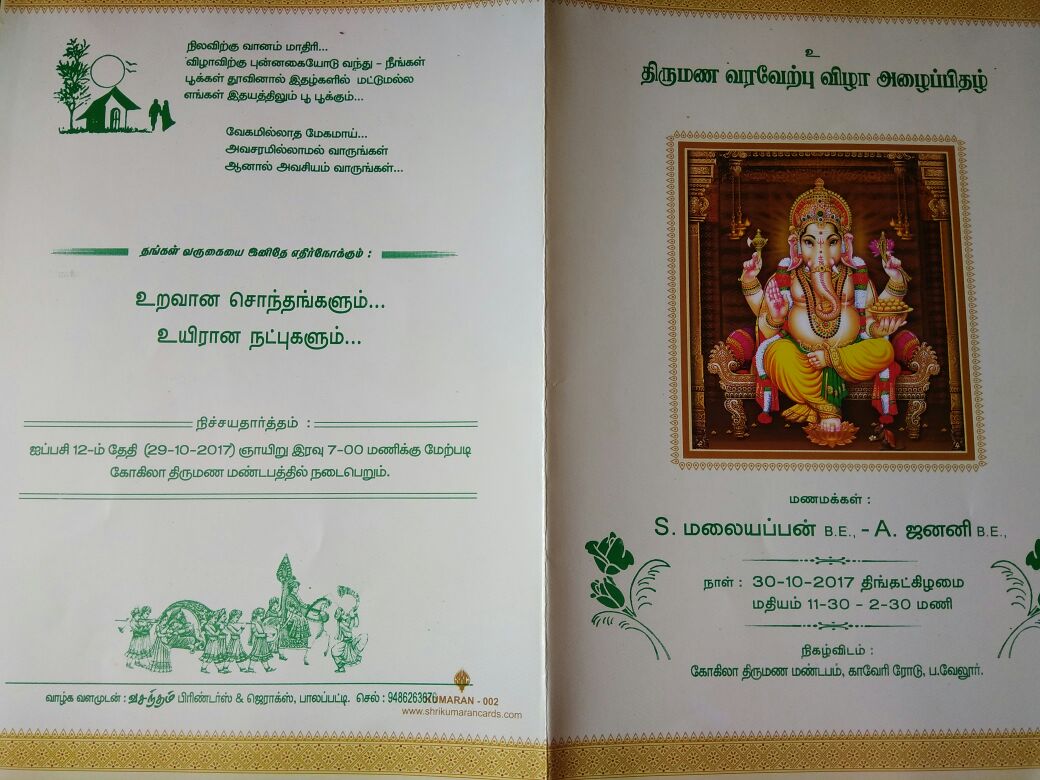 நிலவிற்கு வானம் மாதிரி...
விழாவிற்கு புன்னகையோடு வந்து - நீங்கள்
பூக்கள் தூவினால் இதழ்களில் மட்டுமல்ல
எங்கள் இதயத்திலும் பூ பூக்கும்...
வேகமில்லாத மேகமாய்...
அவசரமில்லாமல் வாருங்கள்
ஆனால் அவசியம் வாருங்கள்...
தங்கள் வருகையை இனிதே எதிர்நோக்கும் :
உறவான சொந்தங்களும்...
உயிரான நட்புகளும்...
நிச்சயதார்த்தம் :
ஐப்பசி 12-ம் தேதி (29-10-2017) ஞாயிறு இரவு 7-00 மணிக்கு மேற்படி
கோகிலா திருமண மண்டபத்தில் நடைபெறும்.
வாழ்க வளமுடன் : வசந்தம் பிரிண்டர்ஸ் & ஜெராக்ஸ், பாலப்பட்டி. செல் : 9486263676
KUMARAN - 002
www.shrikumarancards.com
உ
திருமண வரவேற்பு விழா அழைப்பிதழ்
மணமக்கள் :
S. மலையப்பன் B.E., - A. ஜனனி B.E.,
நாள் : 30-10-2017 திங்கட்கிழமை
மதியம் 11-30 - 2-30 மணி
நிகழ்விடம் :
கோகிலா திருமண மண்டபம், காவேரி ரோடு, ப.வேலூர்.